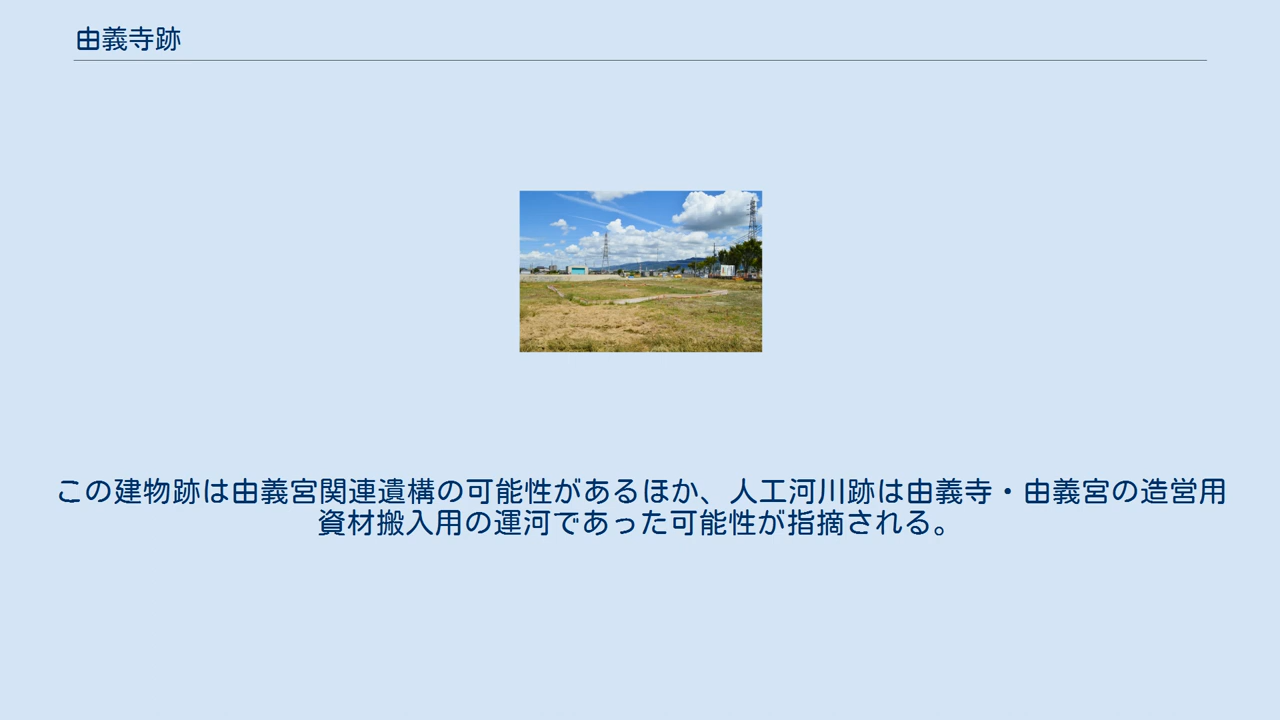 由義寺跡
この建物跡は由義宮関連遺構の可能性があるほか、人工河川跡は由義寺・由義宮の造営用
資材搬入用の運河であった可能性が指摘される。